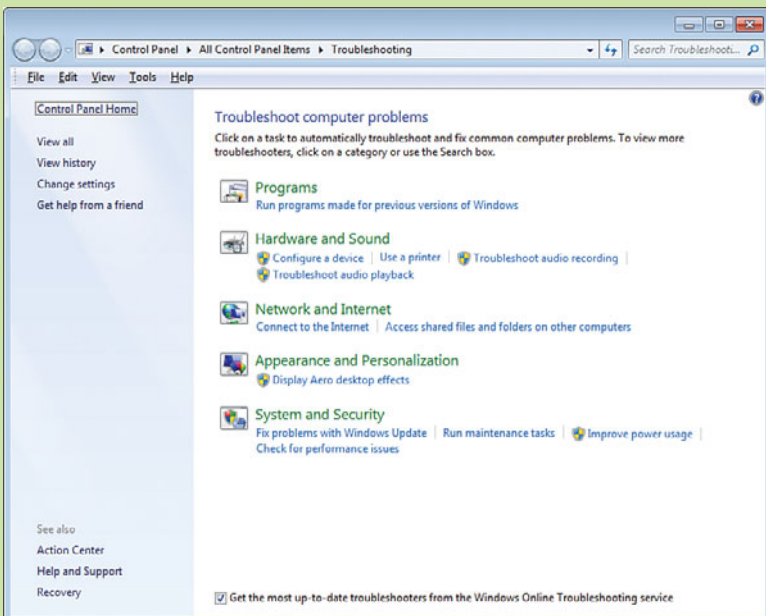 Control Panel ▸ All Control Panel Items ▸ Troubleshooting
Search Troubleshooti...
File Edit View Tools Help
Control Panel Home
View all
View history
Change settings
Get help from a friend
Troubleshoot computer problems
Click on a task to automatically troubleshoot and fix common computer problems. To view more
troubleshooters, click on a category or use the Search box.
Programs
Run programs made for previous versions of Windows
Hardware and Sound
Configure a device | Use a printer | Troubleshoot audio recording |
Troubleshoot audio playback
Network and Internet
Connect to the Internet | Access shared files and folders on other computers
Appearance and Personalization
Display Aero desktop effects
System and Security
Fix problems with Windows Update | Run maintenance tasks | Improve power usage |
Check for performance issues
See also
Action Center
Help and Support
Recovery
Get the most up-to-date troubleshooters from the Windows Online Troubleshooting service